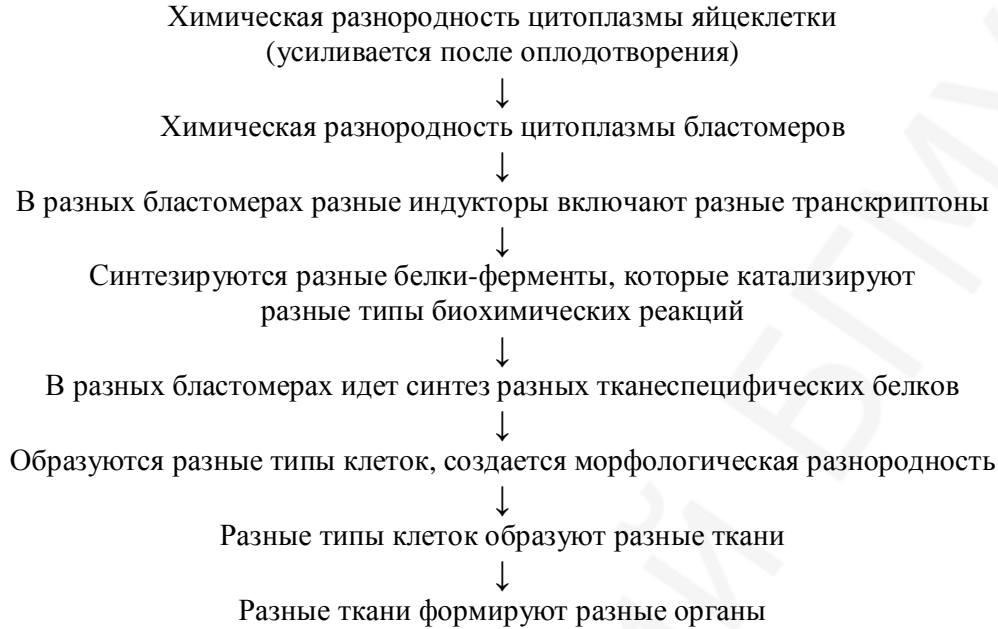 Химическая разнородность цитоплазмы яйцеклетки
(усиливается после оплодотворения)
↓
Химическая разнородность цитоплазмы бластомеров
↓
В разных бластомерах разные индукторы включают разные транскриптоны
↓
Синтезируются разные белки-ферменты, которые катализируют
разные типы биохимических реакций
↓
В разных бластомерах идет синтез разных тканеспецифических белков
↓
Образуются разные типы клеток, создается морфологическая разнородность
↓
Разные типы клеток образуют разные ткани
↓
Разные ткани формируют разные органы